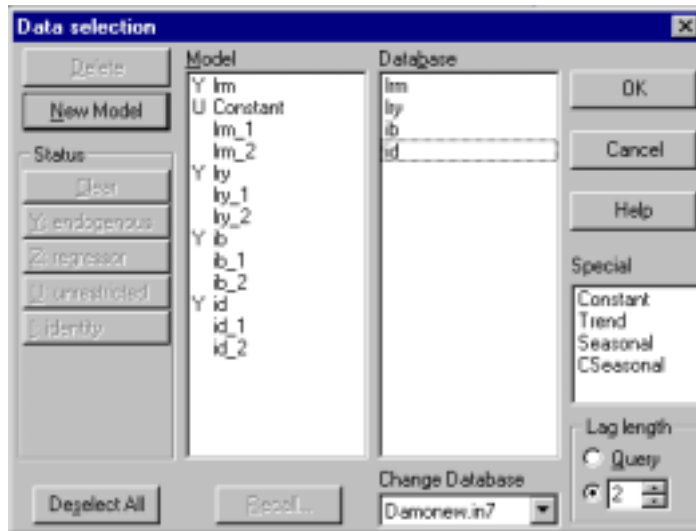 Data selection
Delete
New Model
Status
Clear
Y: endogenous
Z: regressor
U: unrestricted
I: identity
Deselect All
Model
Y lrm
U Constant
lrm_1
lrm_2
Y lry
lry_1
lry_2
Y ib
ib_1
ib_2
Y id
id_1
id_2
Recall...
Database
lrm
lry
ib
id
Change Database
Damonew.in7
OK
Cancel
Help
Special
Constant
Trend
Seasonal
CSeasonal
Lag length
Query
2